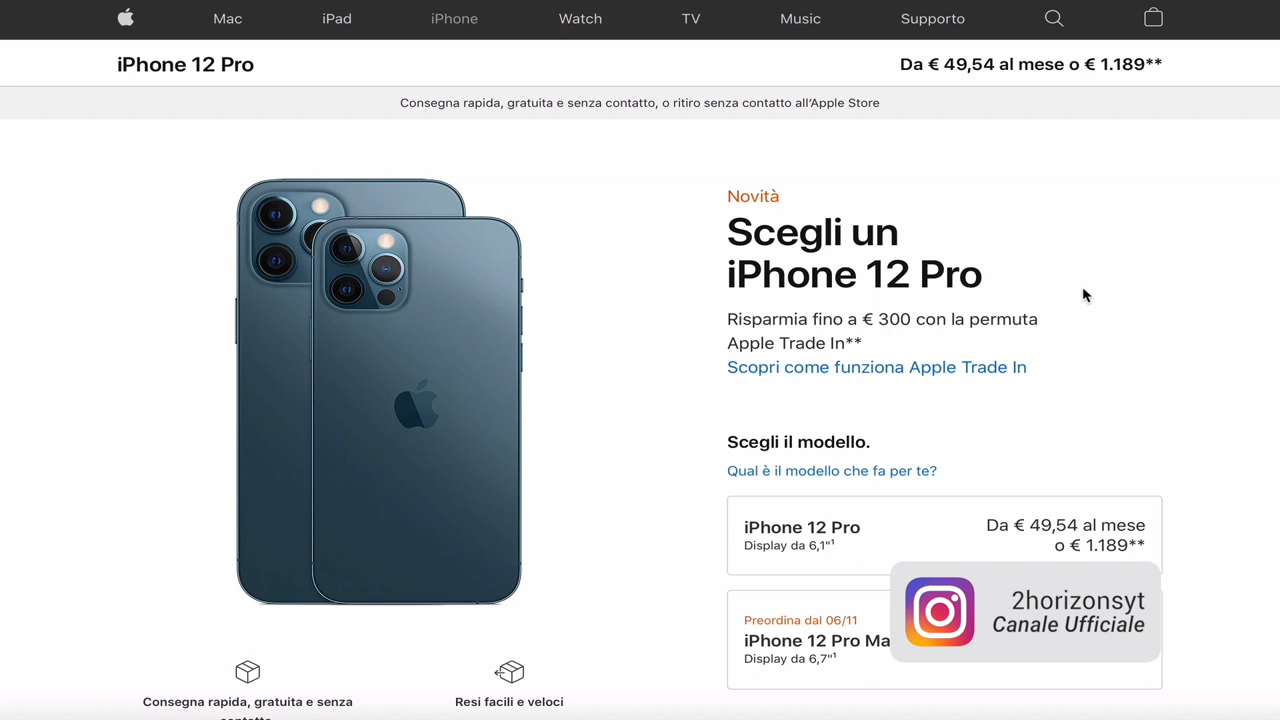 Mac
iPad
iPhone
Watch
TV
Music
Supporto
iPhone 12 Pro
Da € 49,54 al mese o € 1.189**
Consegna rapida, gratuita e senza contatto, o ritiro senza contatto all'Apple Store
Novità
Scegli un
iPhone 12 Pro
Risparmia fino a € 300 con la permuta
Apple Trade In**
Scopri come funziona Apple Trade In
Scegli il modello.
Qual è il modello che fa per te?
iPhone 12 Pro
Display da 6,1"¹
Da € 49,54 al mese
o € 1.189**
Preordina dal 06/11
iPhone 12 Pro Ma
Display da 6,7"¹
2horizonsyt
Canale Ufficiale
Consegna rapida, gratuita e senza
Resi facili e veloci